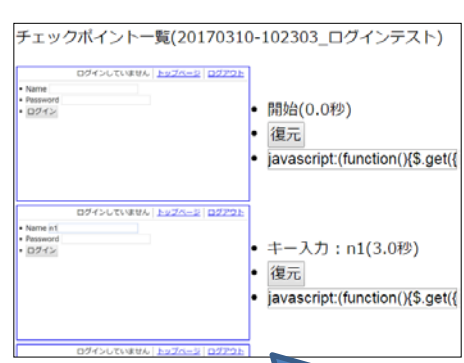 チェックポイント一覧(20170310-102303_ログインテスト)
ログインしていません トップページ ログアウト
• Name
• Password
• ログイン
• 開始(0.0秒)
• 復元
• javascript:(function(){$.get({
ログインしていません トップページ ログアウト
• Name n1
• Password
• ログイン
• キー入力：n1(3.0秒)
• 復元
• javascript:(function(){$.get({
ログインしていません トップページ ログアウト